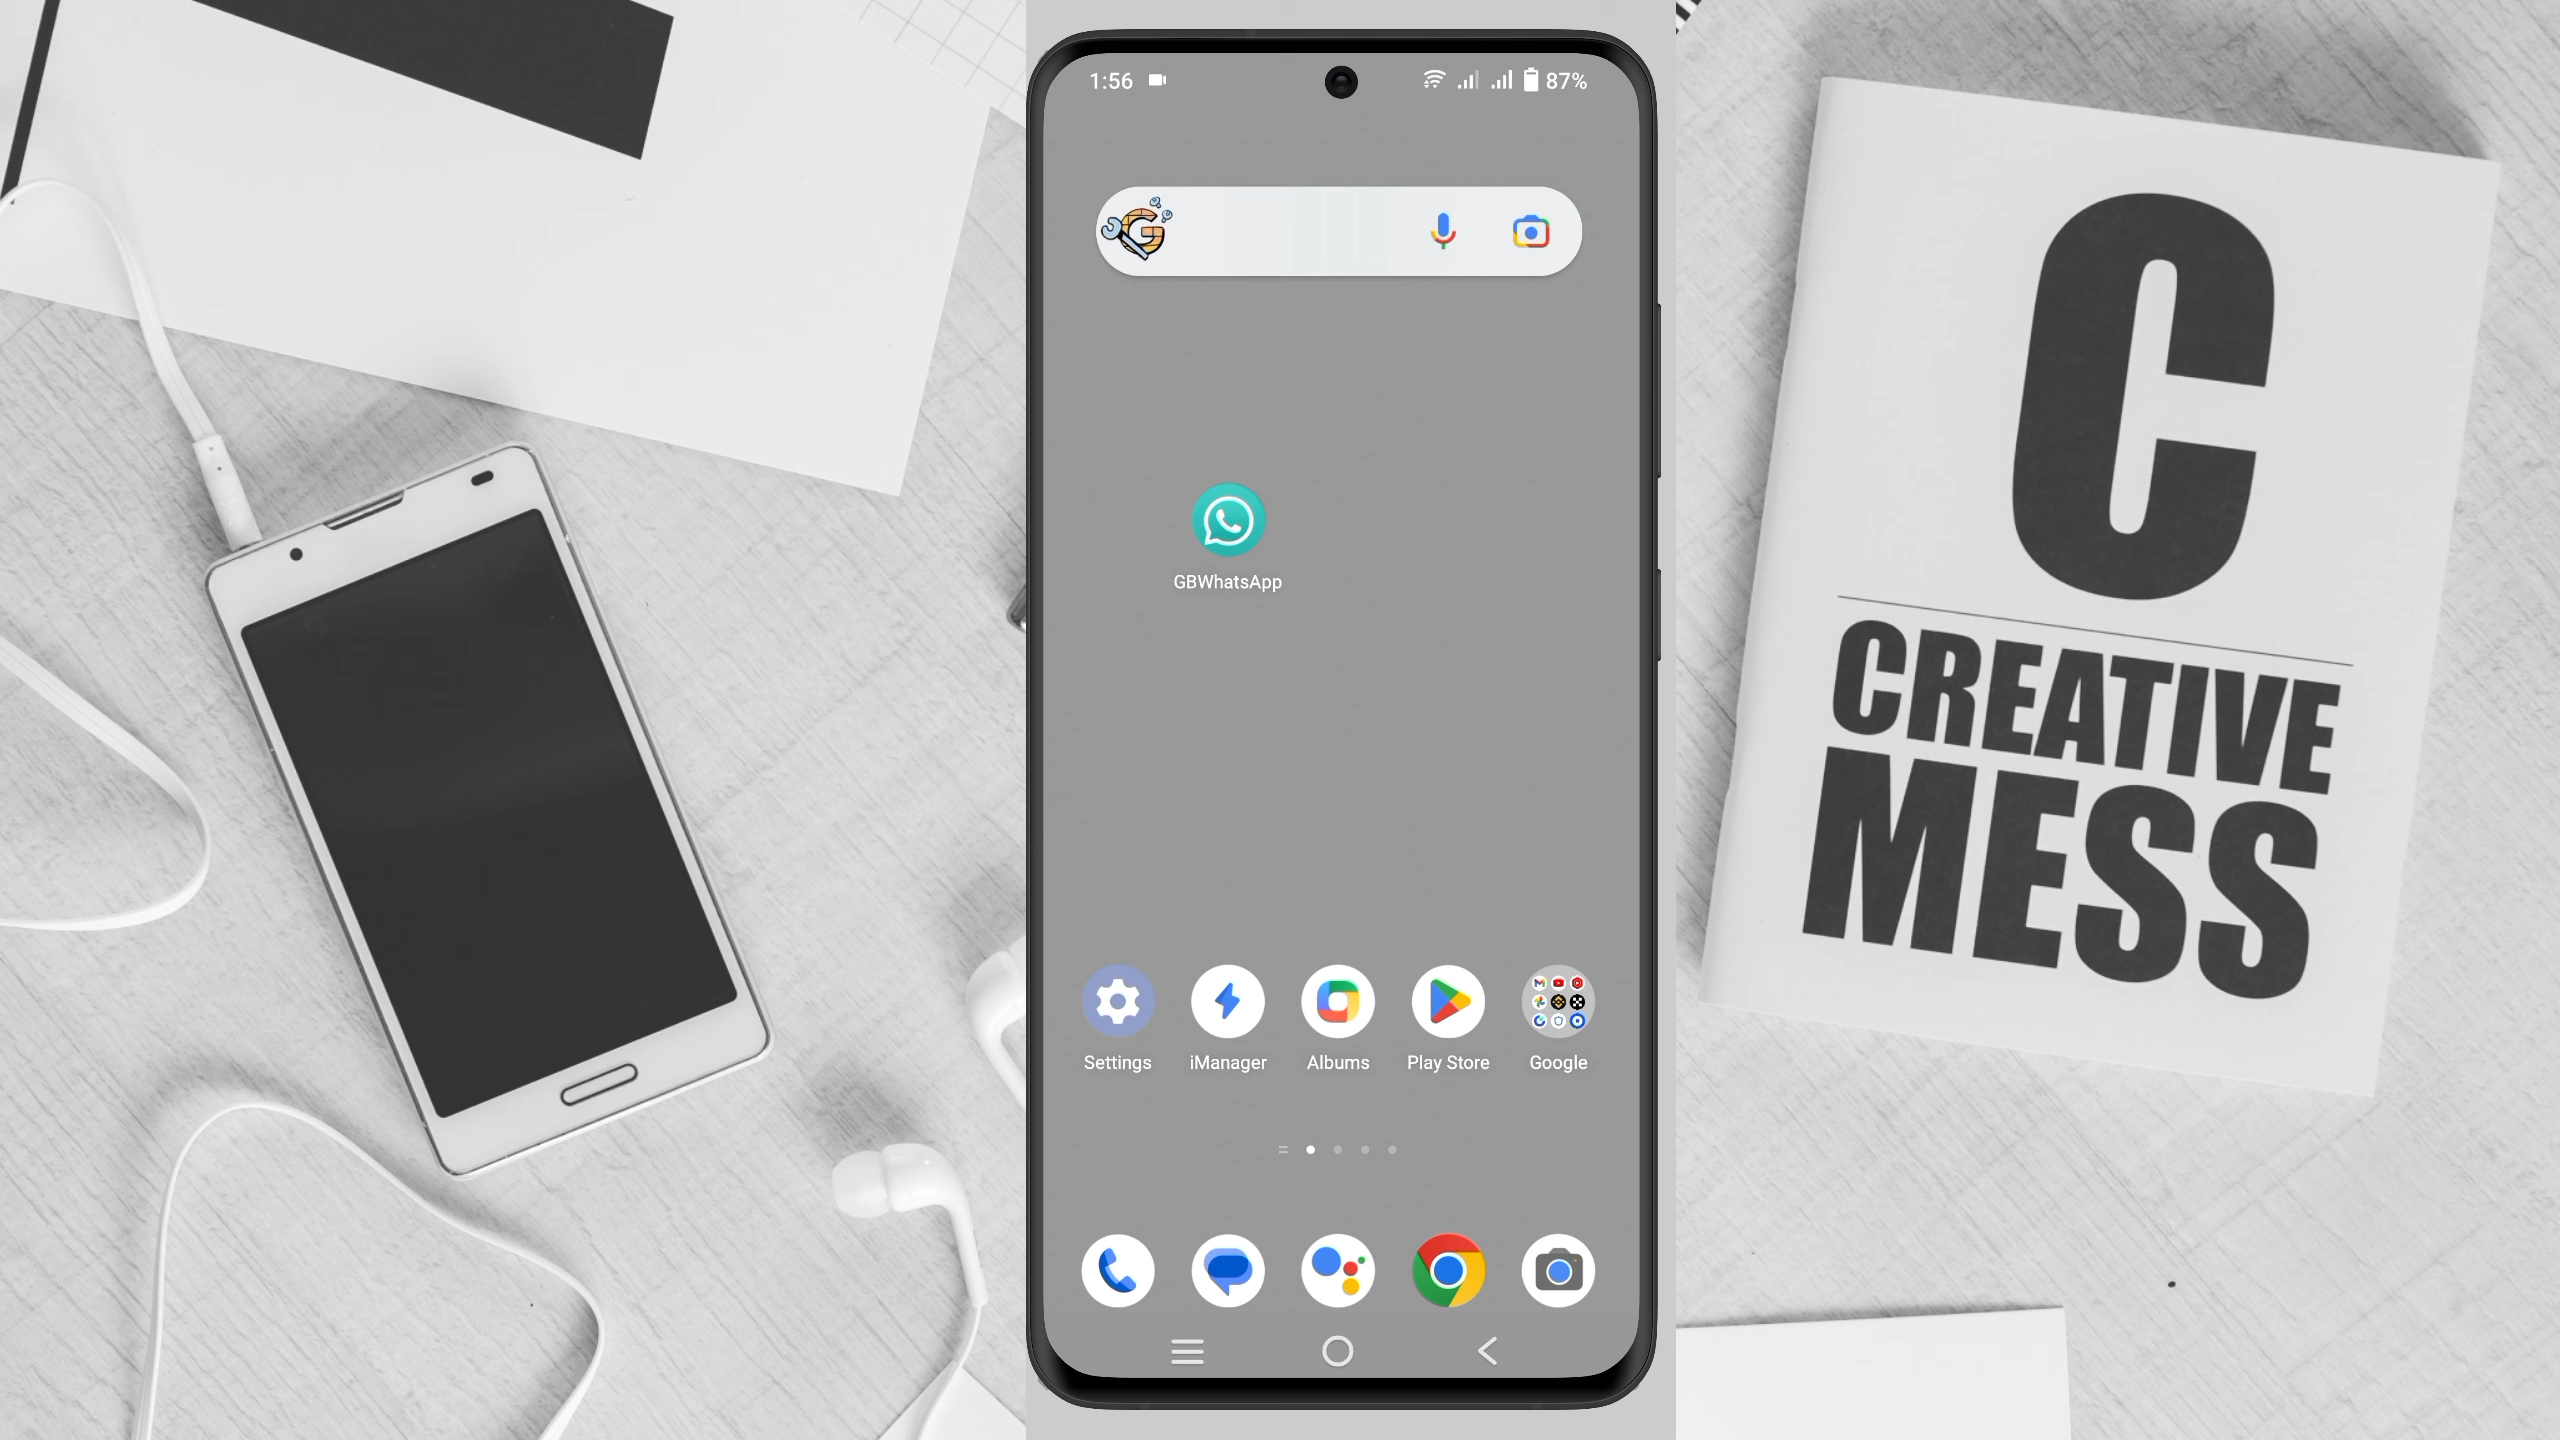 1:56
87%
GBWhatsApp
Settings
iManager
Albums
Play Store
Google
C
CREATIVE
MESS